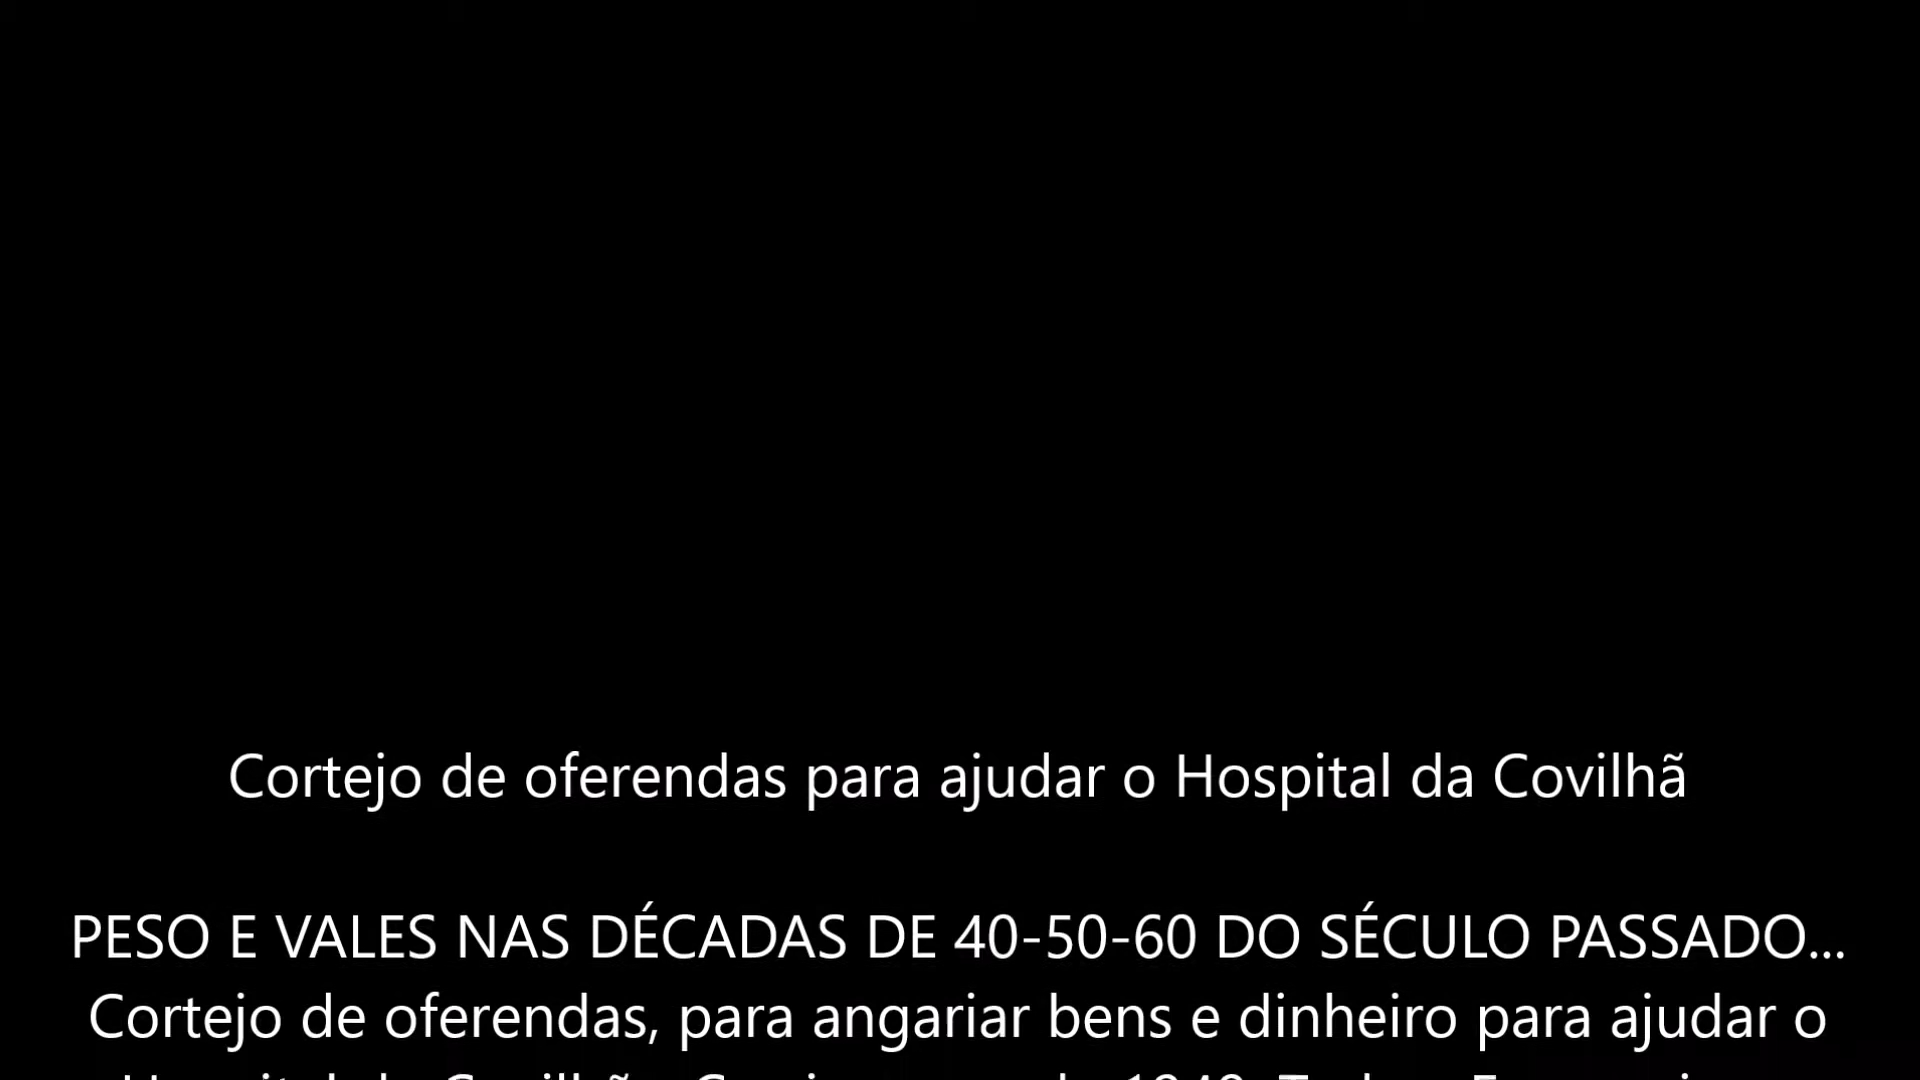 Cortejo de oferendas para ajudar o Hospital da Covilhã
PESO E VALES NAS DÉCADAS DE 40-50-60 DO SÉCULO PASSADO...
Cortejo de oferendas, para angariar bens e dinheiro para ajudar o